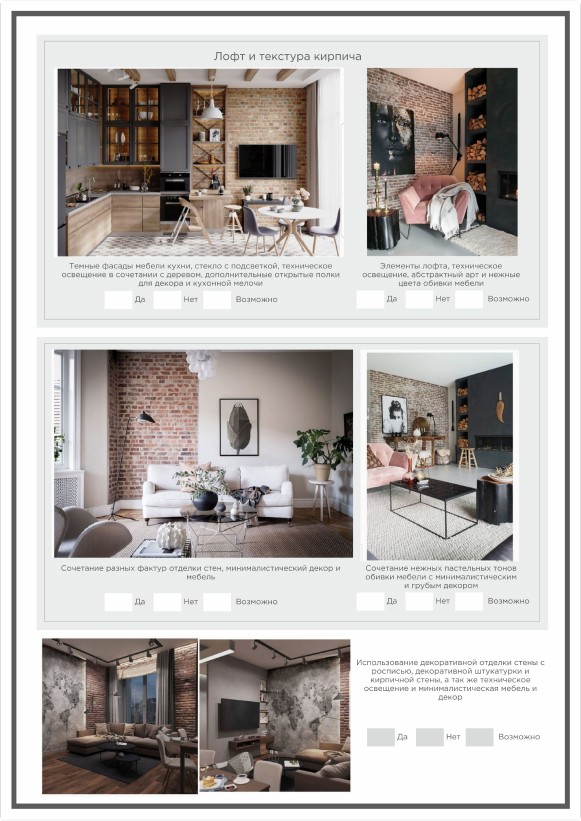 Лофт и текстура кирпича
Темные фасады мебели кухни, стекло с подсветкой, техническое
освещение в сочетании с деревом, дополнительные открытые полки
для декора и кухонной мелочи
Да Нет Возможно
Элементы лофта, техническое
освещение, абстрактный арт и нежные
цвета обивки мебели
Да Нет Возможно
Сочетание разных фактур отделки стен, минималистический декор и
мебель
Да Нет Возможно
Сочетание нежных пастельных тонов
обивки мебели с минималистическим
и грубым декором
Да Нет Возможно
Использование декоративной отделки стены с
росписью, декоративной штукатурки и
кирпичной стены, а так же техническое
освещение и минималистическая мебель и
декор
Да Нет Возможно